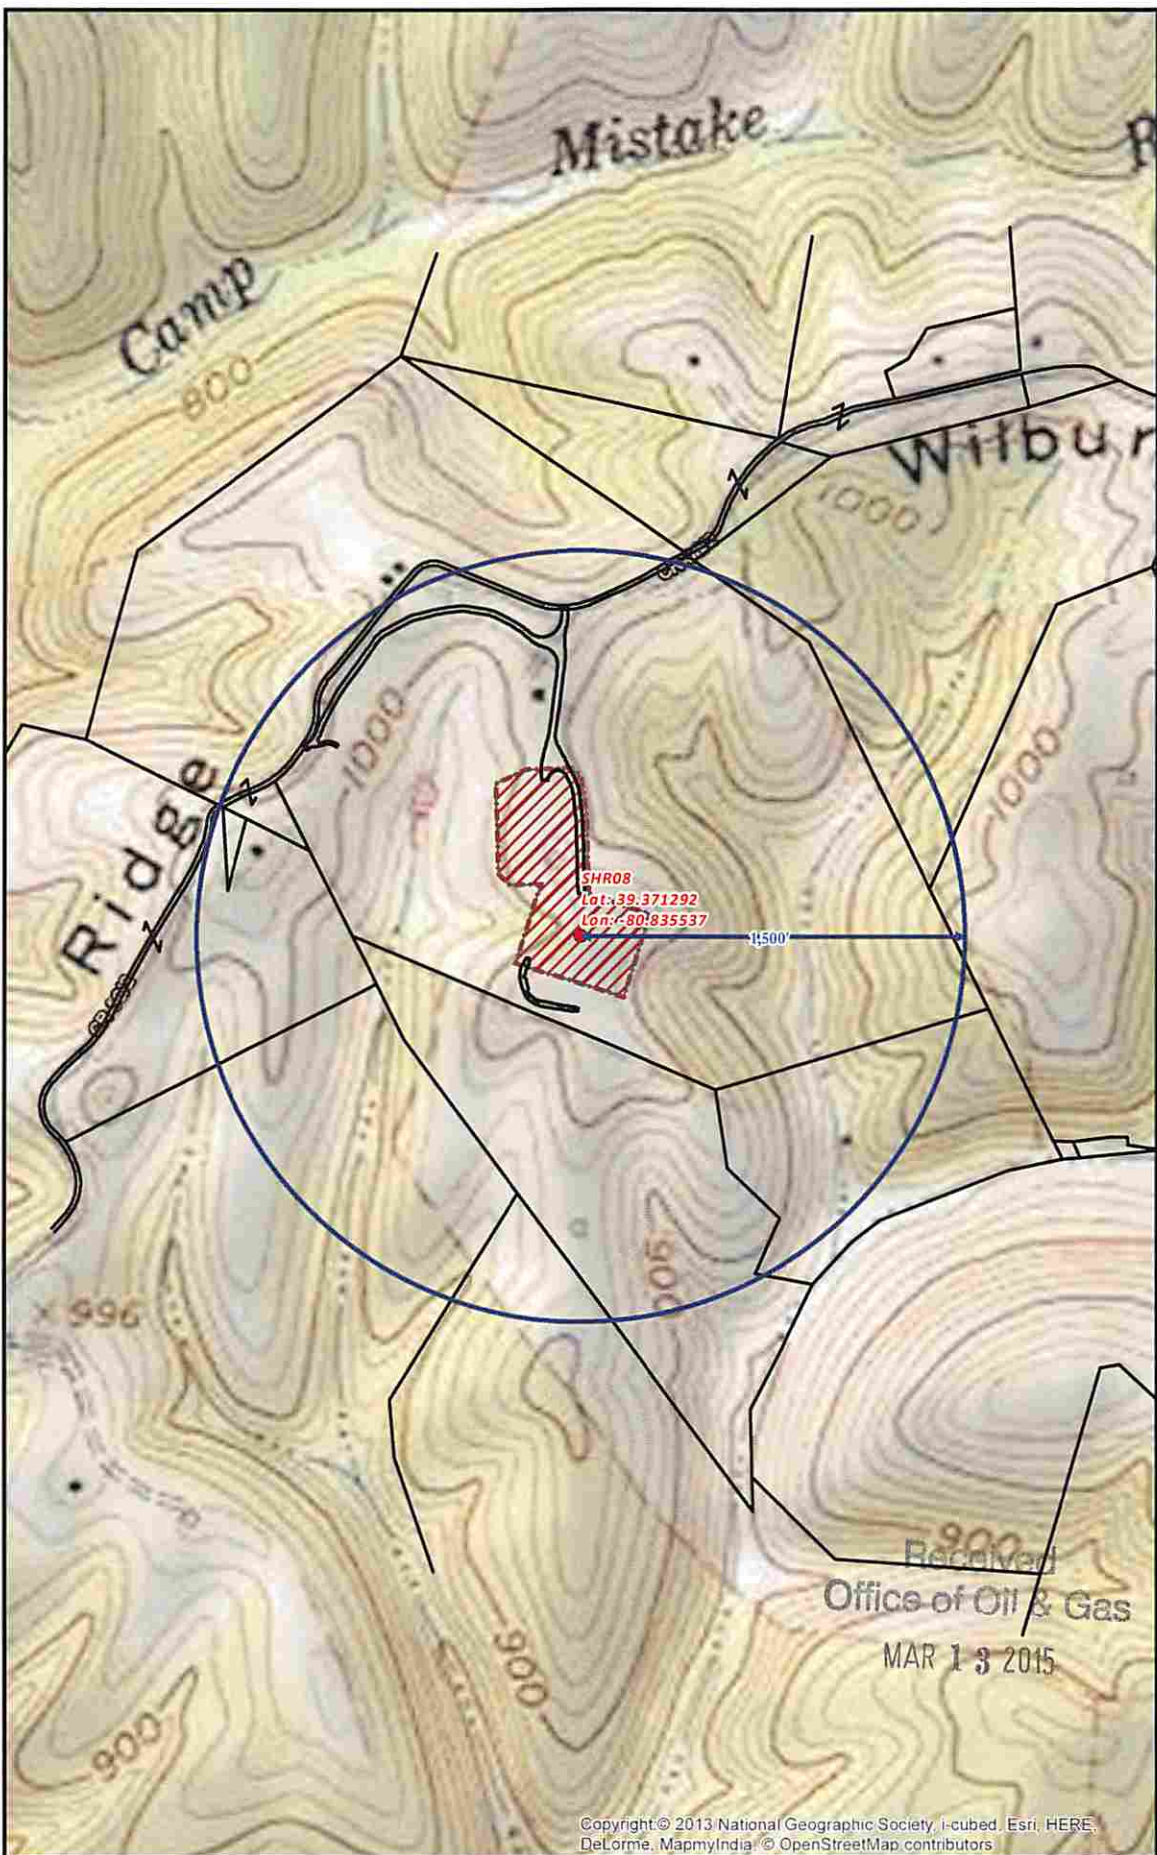 Mistake
R
Camp
800
Wilbur
1000
1000
Ridge
SHR08
Lat: 39.371292
Lon: -80.835537
1,500'
1000
900
× 996
900
Received
Office of Oil & Gas
MAR 13 2015
900
900
Copyright:© 2013 National Geographic Society, i-cubed, Esri, HERE,
DeLorme, MapmyIndia, © OpenStreetMap contributors